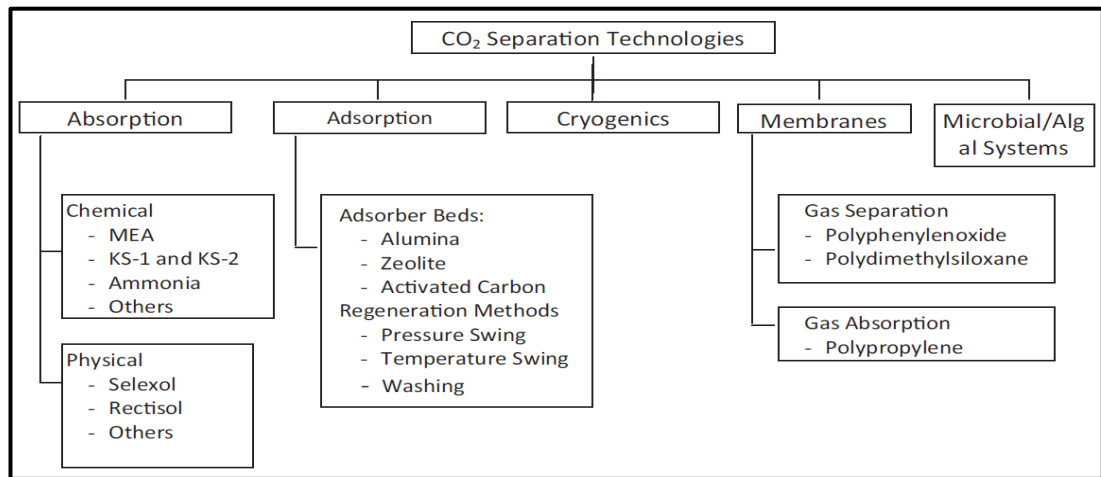 CO₂ Separation Technologies
Absorption
Adsorption
Cryogenics
Membranes
Microbial/Alg
al Systems
Chemical
- MEA
- KS-1 and KS-2
- Ammonia
- Others
Physical
- Selexol
- Rectisol
- Others
Adsorber Beds:
- Alumina
- Zeolite
- Activated Carbon
Regeneration Methods
- Pressure Swing
- Temperature Swing
- Washing
Gas Separation
- Polyphenylenoxide
- Polydimethylsiloxane
Gas Absorption
- Polypropylene